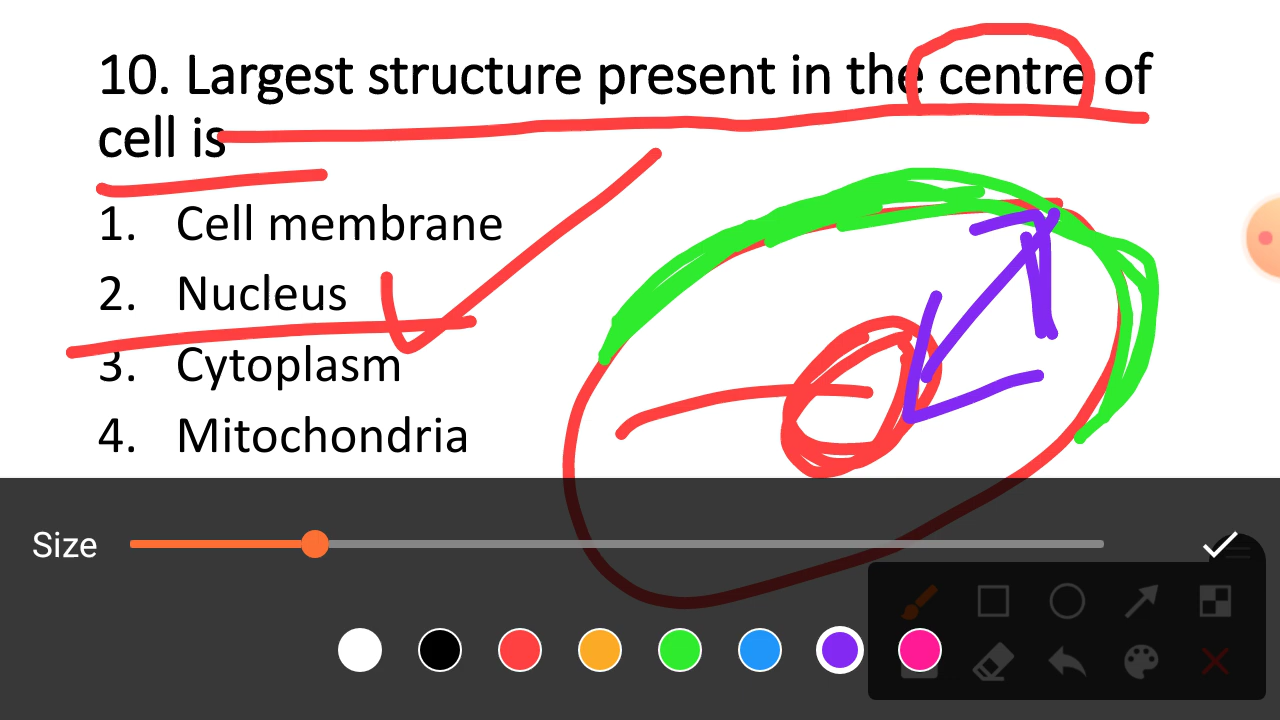 10. Largest structure present in the centre of
cell is
1. Cell membrane
2. Nucleus
3. Cytoplasm
4. Mitochondria
Size